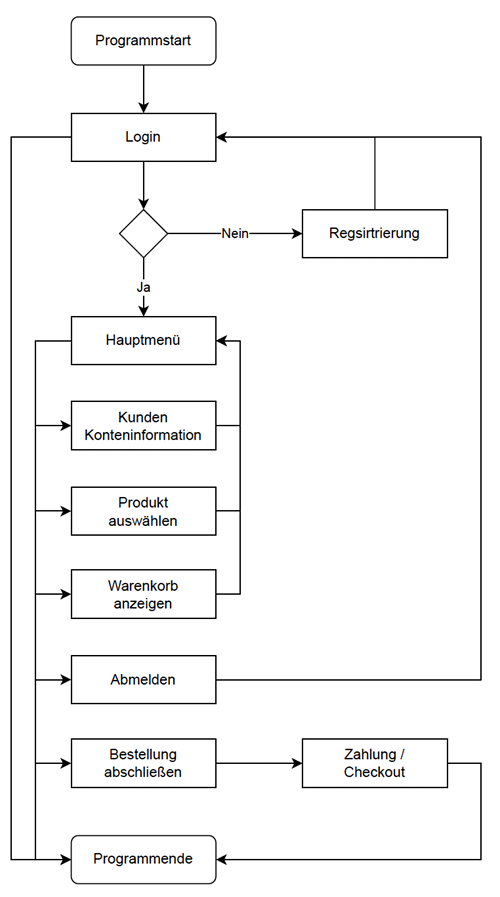 Programmstart
Login
Nein
Regsirtrierung
Ja
Hauptmenü
Kunden
Konteninformation
Produkt
auswählen
Warenkorb
anzeigen
Abmelden
Bestellung
abschließen
Zahlung /
Checkout
Programmende